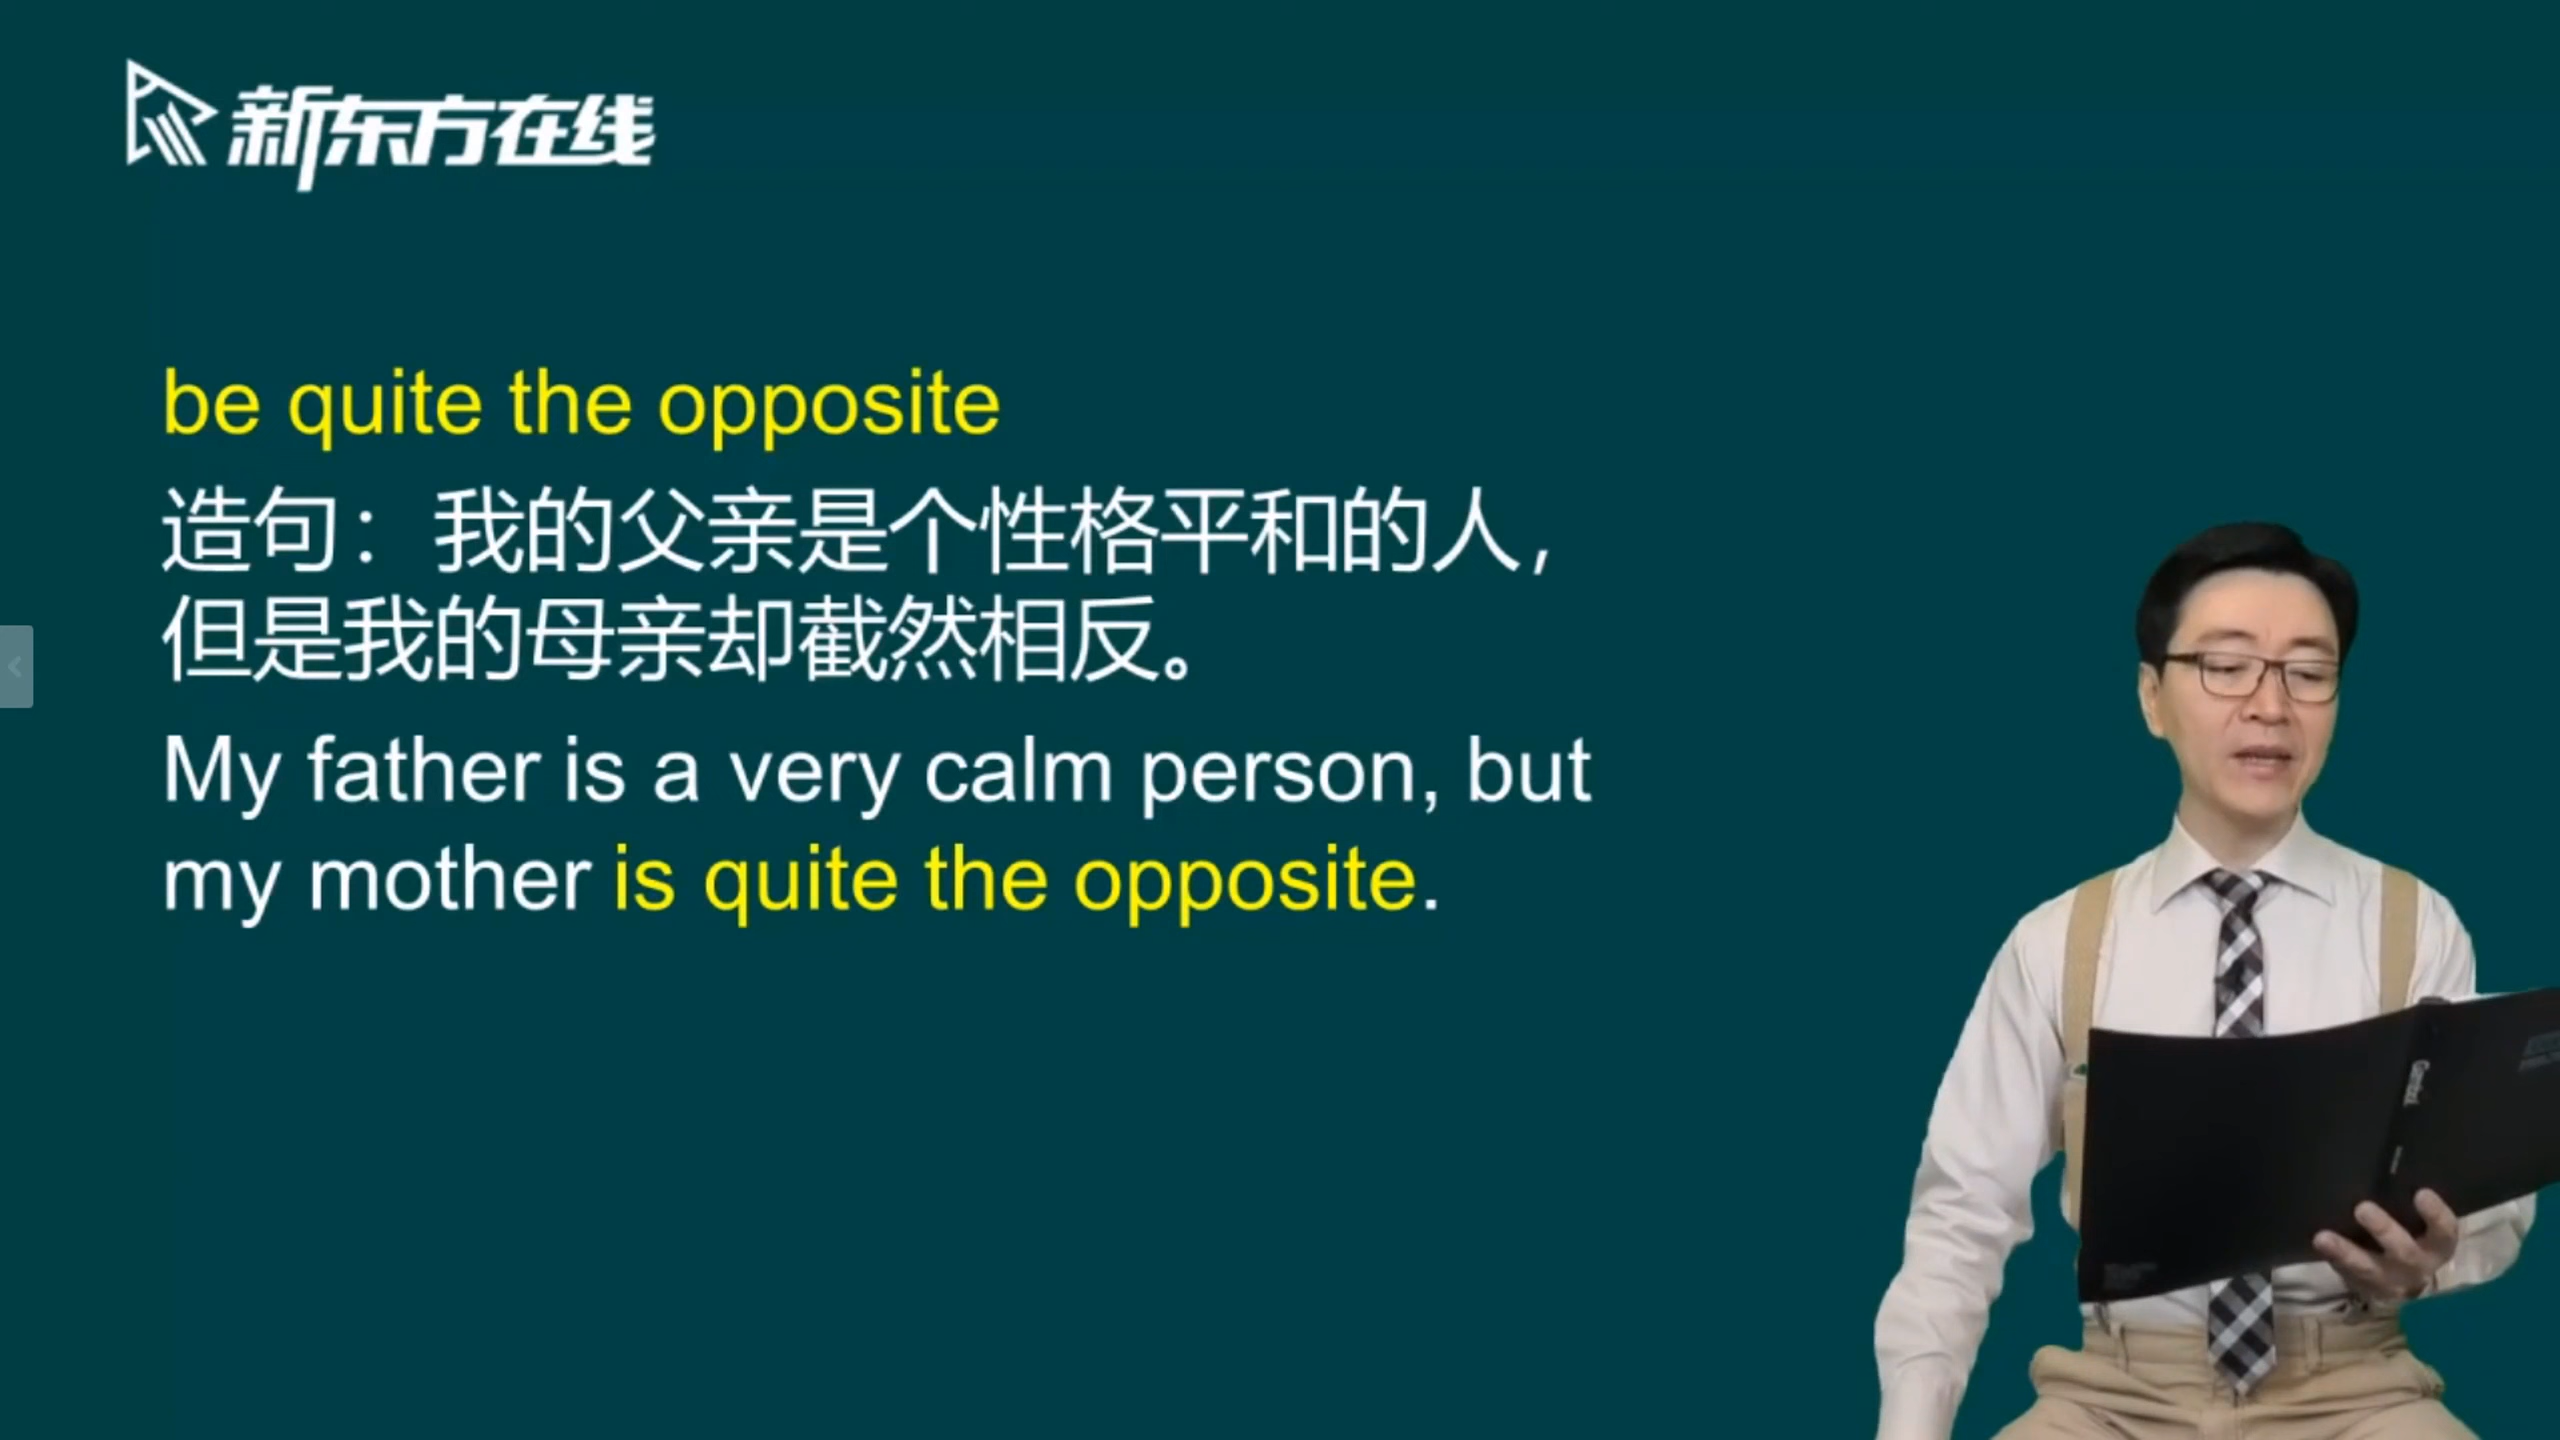 新东方在线
be quite the opposite
造句：我的父亲是个性格平和的人，
但是我的母亲却截然相反。
My father is a very calm person, but
my mother is quite the opposite.